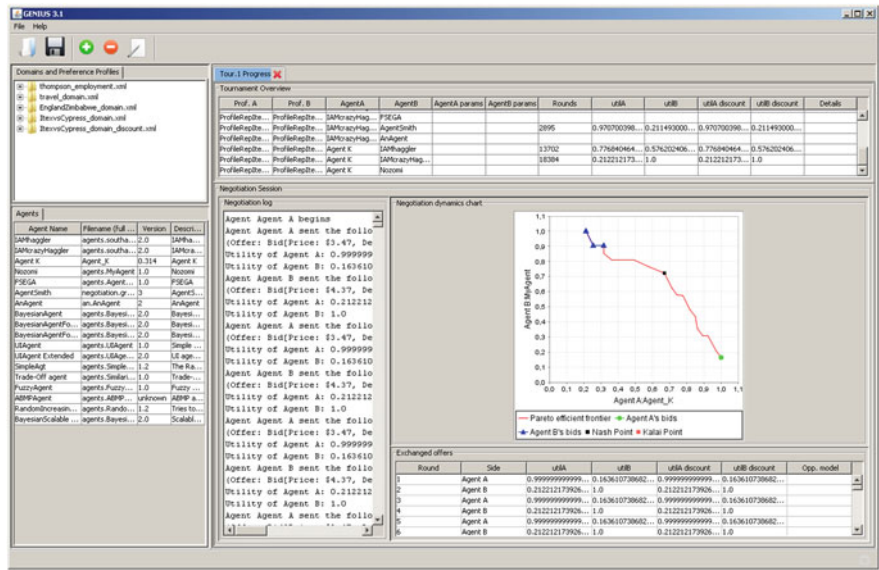 GENIUS 3.1
File Help
Domains and Preference Profiles
thompson_employment.xml
travel_domain.xml
EnglandZimbabwe_domain.xml
ItexvsCypress_domain.xml
ItexvsCypress_domain_discount.xml
Agents
Agent Name Filename (full ... Version Descri...
IAMhaggler agents.southa... 2.0 IAMha...
IAMcrazyHaggler agents.southa... 2.0 IAMcra...
Agent K Agent_K 0.314 Agent K
Nozomi agents.MyAgent 1.0 Nozomi
FSEGA agents.Agent... 1.0 FSEGA
AgentSmith negotiation.gr... 3 AgentS...
AnAgent an.AnAgent 2 AnAgent
BayesianAgent agents.Bayesi... 2.0 Bayesi...
BayesianAgentFo... agents.Bayesi... 2.0 Bayesi...
BayesianAgentFo... agents.Bayesi... 2.0 Bayesi...
UIAgent agents.UIAgent 1.0 Simple ...
UIAgent Extended agents.UIAge... 2.0 UI age...
SimpleAgt agents.Simple... 1.2 The Ra...
Trade-Off agent agents.Similari... 1.0 Trade-...
FuzzyAgent agents.Fuzzy... 1.0 Fuzzy ...
ABMPAgent agents.ABMP... unknown ABMP a...
RandomIncreasin... agents.Rando... 1.2 Tries to...
BayesianScalable ... agents.Bayesi... 2.0 Scalabl...
Tour.1 Progress
Tournament Overview
Prof. A Prof. B AgentA AgentB AgentA params AgentB params Rounds utilA utilB utilA discount utilB discount Details
ProfileRepIte... ProfileRepIte... IAMcrazyHag... FSEGA
ProfileRepIte... ProfileRepIte... IAMcrazyHag... AgentSmith 2895 0.970700398... 0.211493000... 0.970700398... 0.211493000...
ProfileRepIte... ProfileRepIte... IAMcrazyHag... AnAgent
ProfileRepIte... ProfileRepIte... Agent K IAMhaggler 13702 0.776840464... 0.576202406... 0.776840464... 0.576202406...
ProfileRepIte... ProfileRepIte... Agent K IAMcrazyHag... 18384 0.212212173... 1.0 0.212212173... 1.0
ProfileRepIte... ProfileRepIte... Agent K Nozomi
Negotiation Session
Negotiation log
Agent Agent A begins
Agent Agent A sent the follo
(Offer: Bid[Price: $3.47, De
Utility of Agent A: 0.999999
Utility of Agent B: 0.163610
Agent Agent B sent the follo
(Offer: Bid[Price: $4.37, De
Utility of Agent A: 0.212212
Utility of Agent B: 1.0
Agent Agent A sent the follo
(Offer: Bid[Price: $3.47, De
Utility of Agent A: 0.999999
Utility of Agent B: 0.163610
Agent Agent B sent the follo
(Offer: Bid[Price: $4.37, De
Utility of Agent A: 0.212212
Utility of Agent B: 1.0
Agent Agent A sent the follo
(Offer: Bid[Price: $3.47, De
Utility of Agent A: 0.999999
Utility of Agent B: 0.163610
Agent Agent B sent the follo
(Offer: Bid[Price: $4.37, De
Utility of Agent A: 0.212212
Utility of Agent B: 1.0
Agent Agent A sent the follo
Negotiation dynamics chart
1,1
1,0
0,9
0,8
0,7
0,6
0,5
0,4
0,3
0,2
0,1
0,0
Agent B:MyAgent
0,0 0,1 0,2 0,3 0,4 0,5 0,6 0,7 0,8 0,9 1,0 1,1
Agent A:Agent_K
Pareto efficient frontier Agent A's bids
Agent B's bids Nash Point Kalai Point
Exchanged offers
Round Side utilA utilB utilA discount utilB discount Opp. model
1 Agent A 0.999999999999... 0.163610738682... 0.999999999999... 0.163610738682...
2 Agent B 0.212212173926... 1.0 0.212212173926... 1.0
3 Agent A 0.999999999999... 0.163610738682... 0.999999999999... 0.163610738682...
4 Agent B 0.212212173926... 1.0 0.212212173926... 1.0
5 Agent A 0.999999999999... 0.163610738682... 0.999999999999... 0.163610738682...
6 Agent B 0.212212173926... 1.0 0.212212173926... 1.0